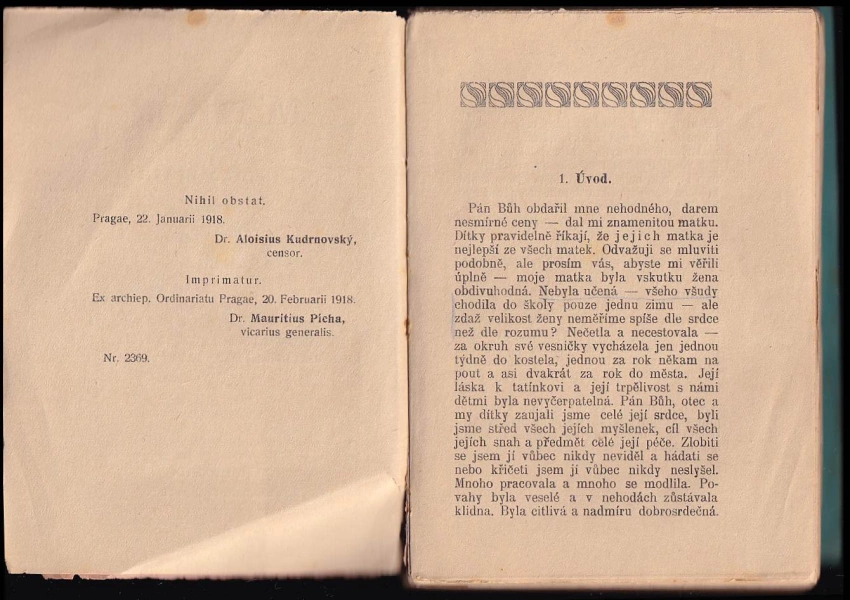 Nihil obstat.
Pragae, 22. Januarii 1918.
Dr. Aloisius Kudrnovský,
censor.
Imprimatur.
Ex archiep. Ordinariatu Pragae, 20. Februarii 1918.
Dr. Mauritius Pícha,
vicarius generalis.
Nr. 2369.
1. Úvod.
Pán Bůh obdařil mne nehodného, darem
nesmírné ceny — dal mi znamenitou matku.
Dítky pravidelně říkají, že jejich matka je
nejlepší ze všech matek. Odvažuji se mluviti
podobně, ale prosím vás, abyste mi věřili
úplně — moje matka byla vskutku žena
obdivuhodná. Nebyla učená — všeho všudy
chodila do školy pouze jednu zimu — ale
zdaž velikost ženy neměříme spíše dle srdce
než dle rozumu? Nečetla a necestovala —
za okruh své vesničky vycházela jen jednou
týdně do kostela, jednou za rok někam na
pout a asi dvakrát za rok do města. Její
láska k tatínkovi a její trpělivost s námi
dětmi byla nevyčerpatelná. Pán Bůh, otec a
my dítky zaujali jsme celé její srdce, byli
jsme střed všech jejích myšlenek, cíl všech
jejích snah a předmět celé její péče. Zlobiti
se jsem jí vůbec nikdy neviděl a hádati se
nebo křičeti jsem jí vůbec nikdy neslyšel.
Mnoho pracovala a mnoho se modlila. Po-
vahy byla veselé a v nehodách zůstávala
klidna. Byla citlivá a nadmíru dobrosrdečná.